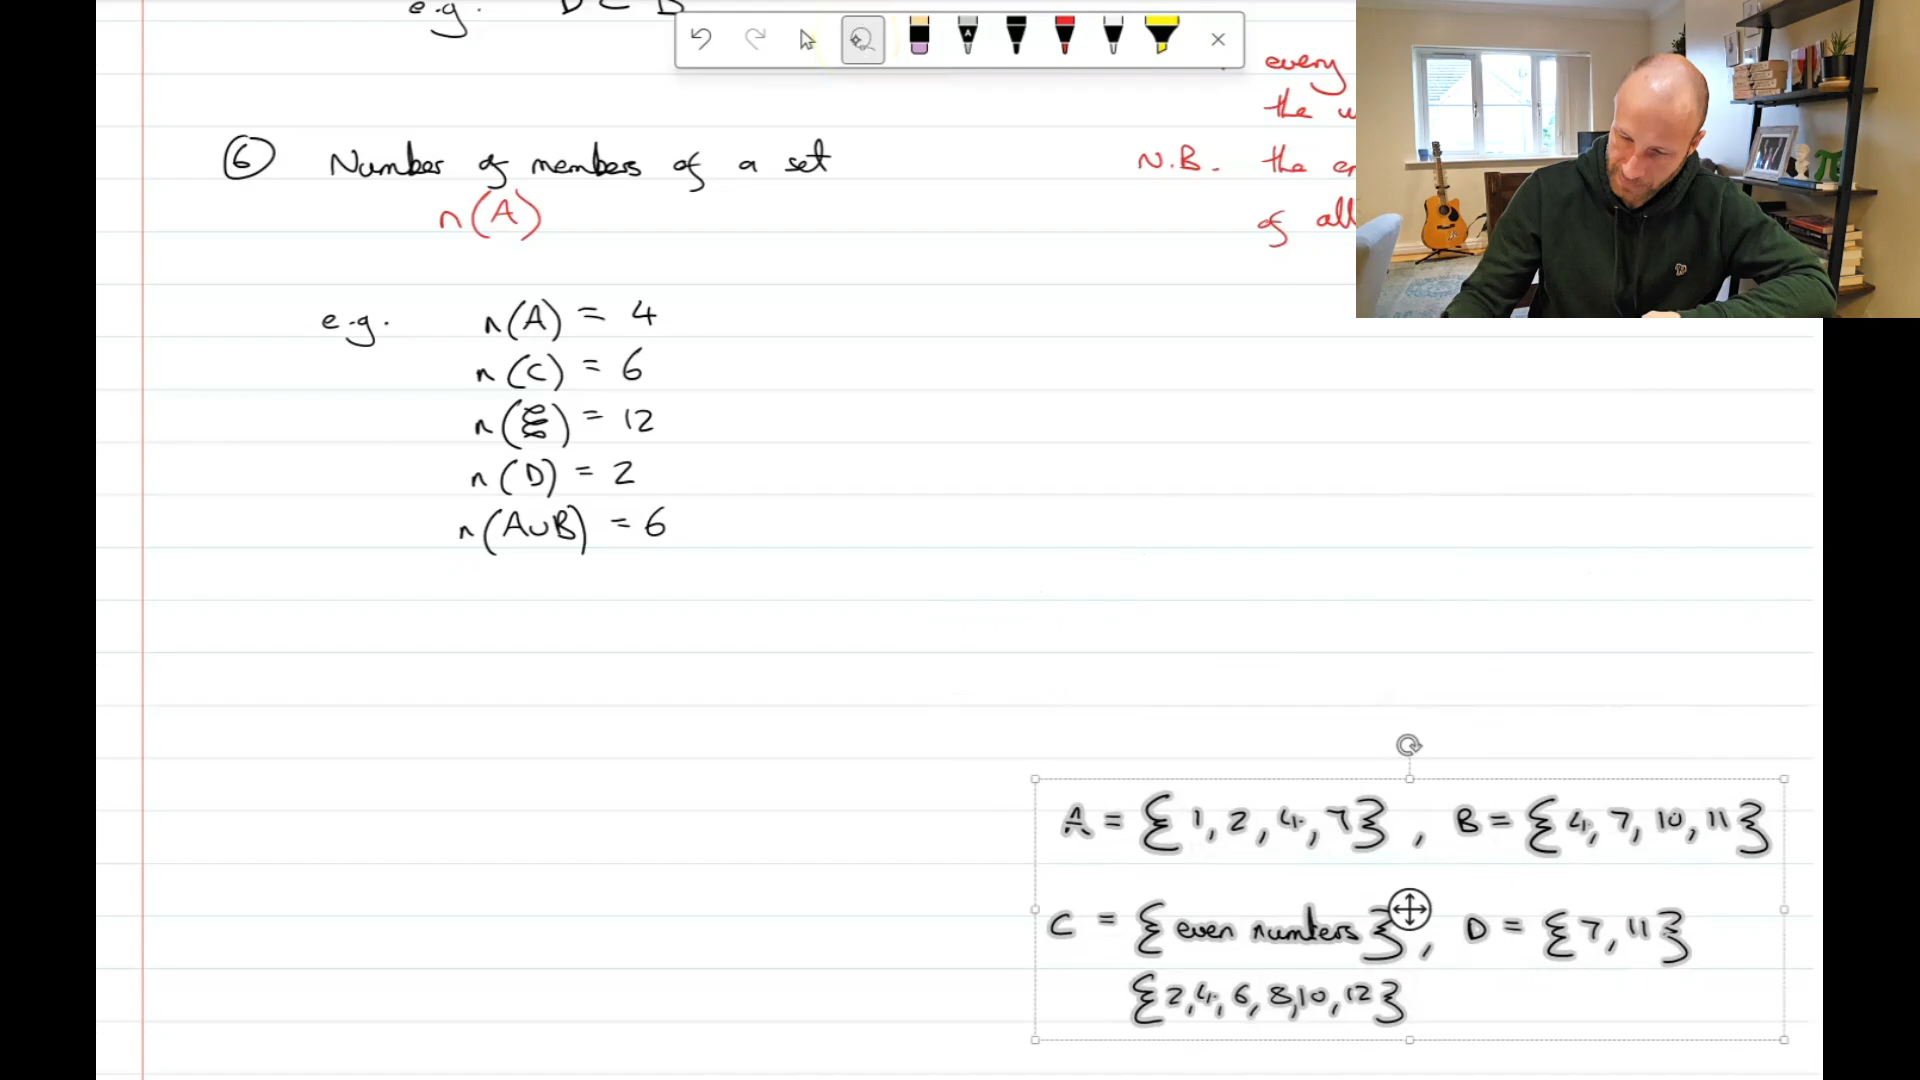 e.g. D ⊂ B
every
the
⑥ Number of members of a set
n(A)
N.B. the
of all
e.g. n(A) = 4
n(C) = 6
n(ξ) = 12
n(D) = 2
n(A∪B) = 6
A = {1, 2, 4, 7}, B = {4, 7, 10, 11}
C = {even numbers}, D = {7, 11}
{2, 4, 6, 8, 10, 12}